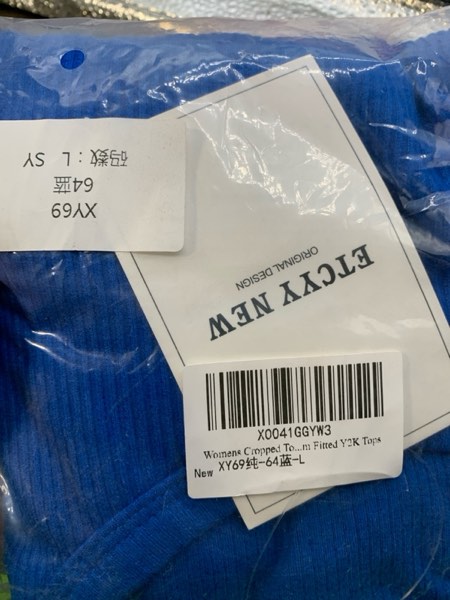 XY69
64蓝
码数：L SY
ETCYY NEW
ORIGINAL DESIGN
X0041GGYW3
Womens Cropped To...m Fitted Y2K Tops
New XY69纯-64蓝-L